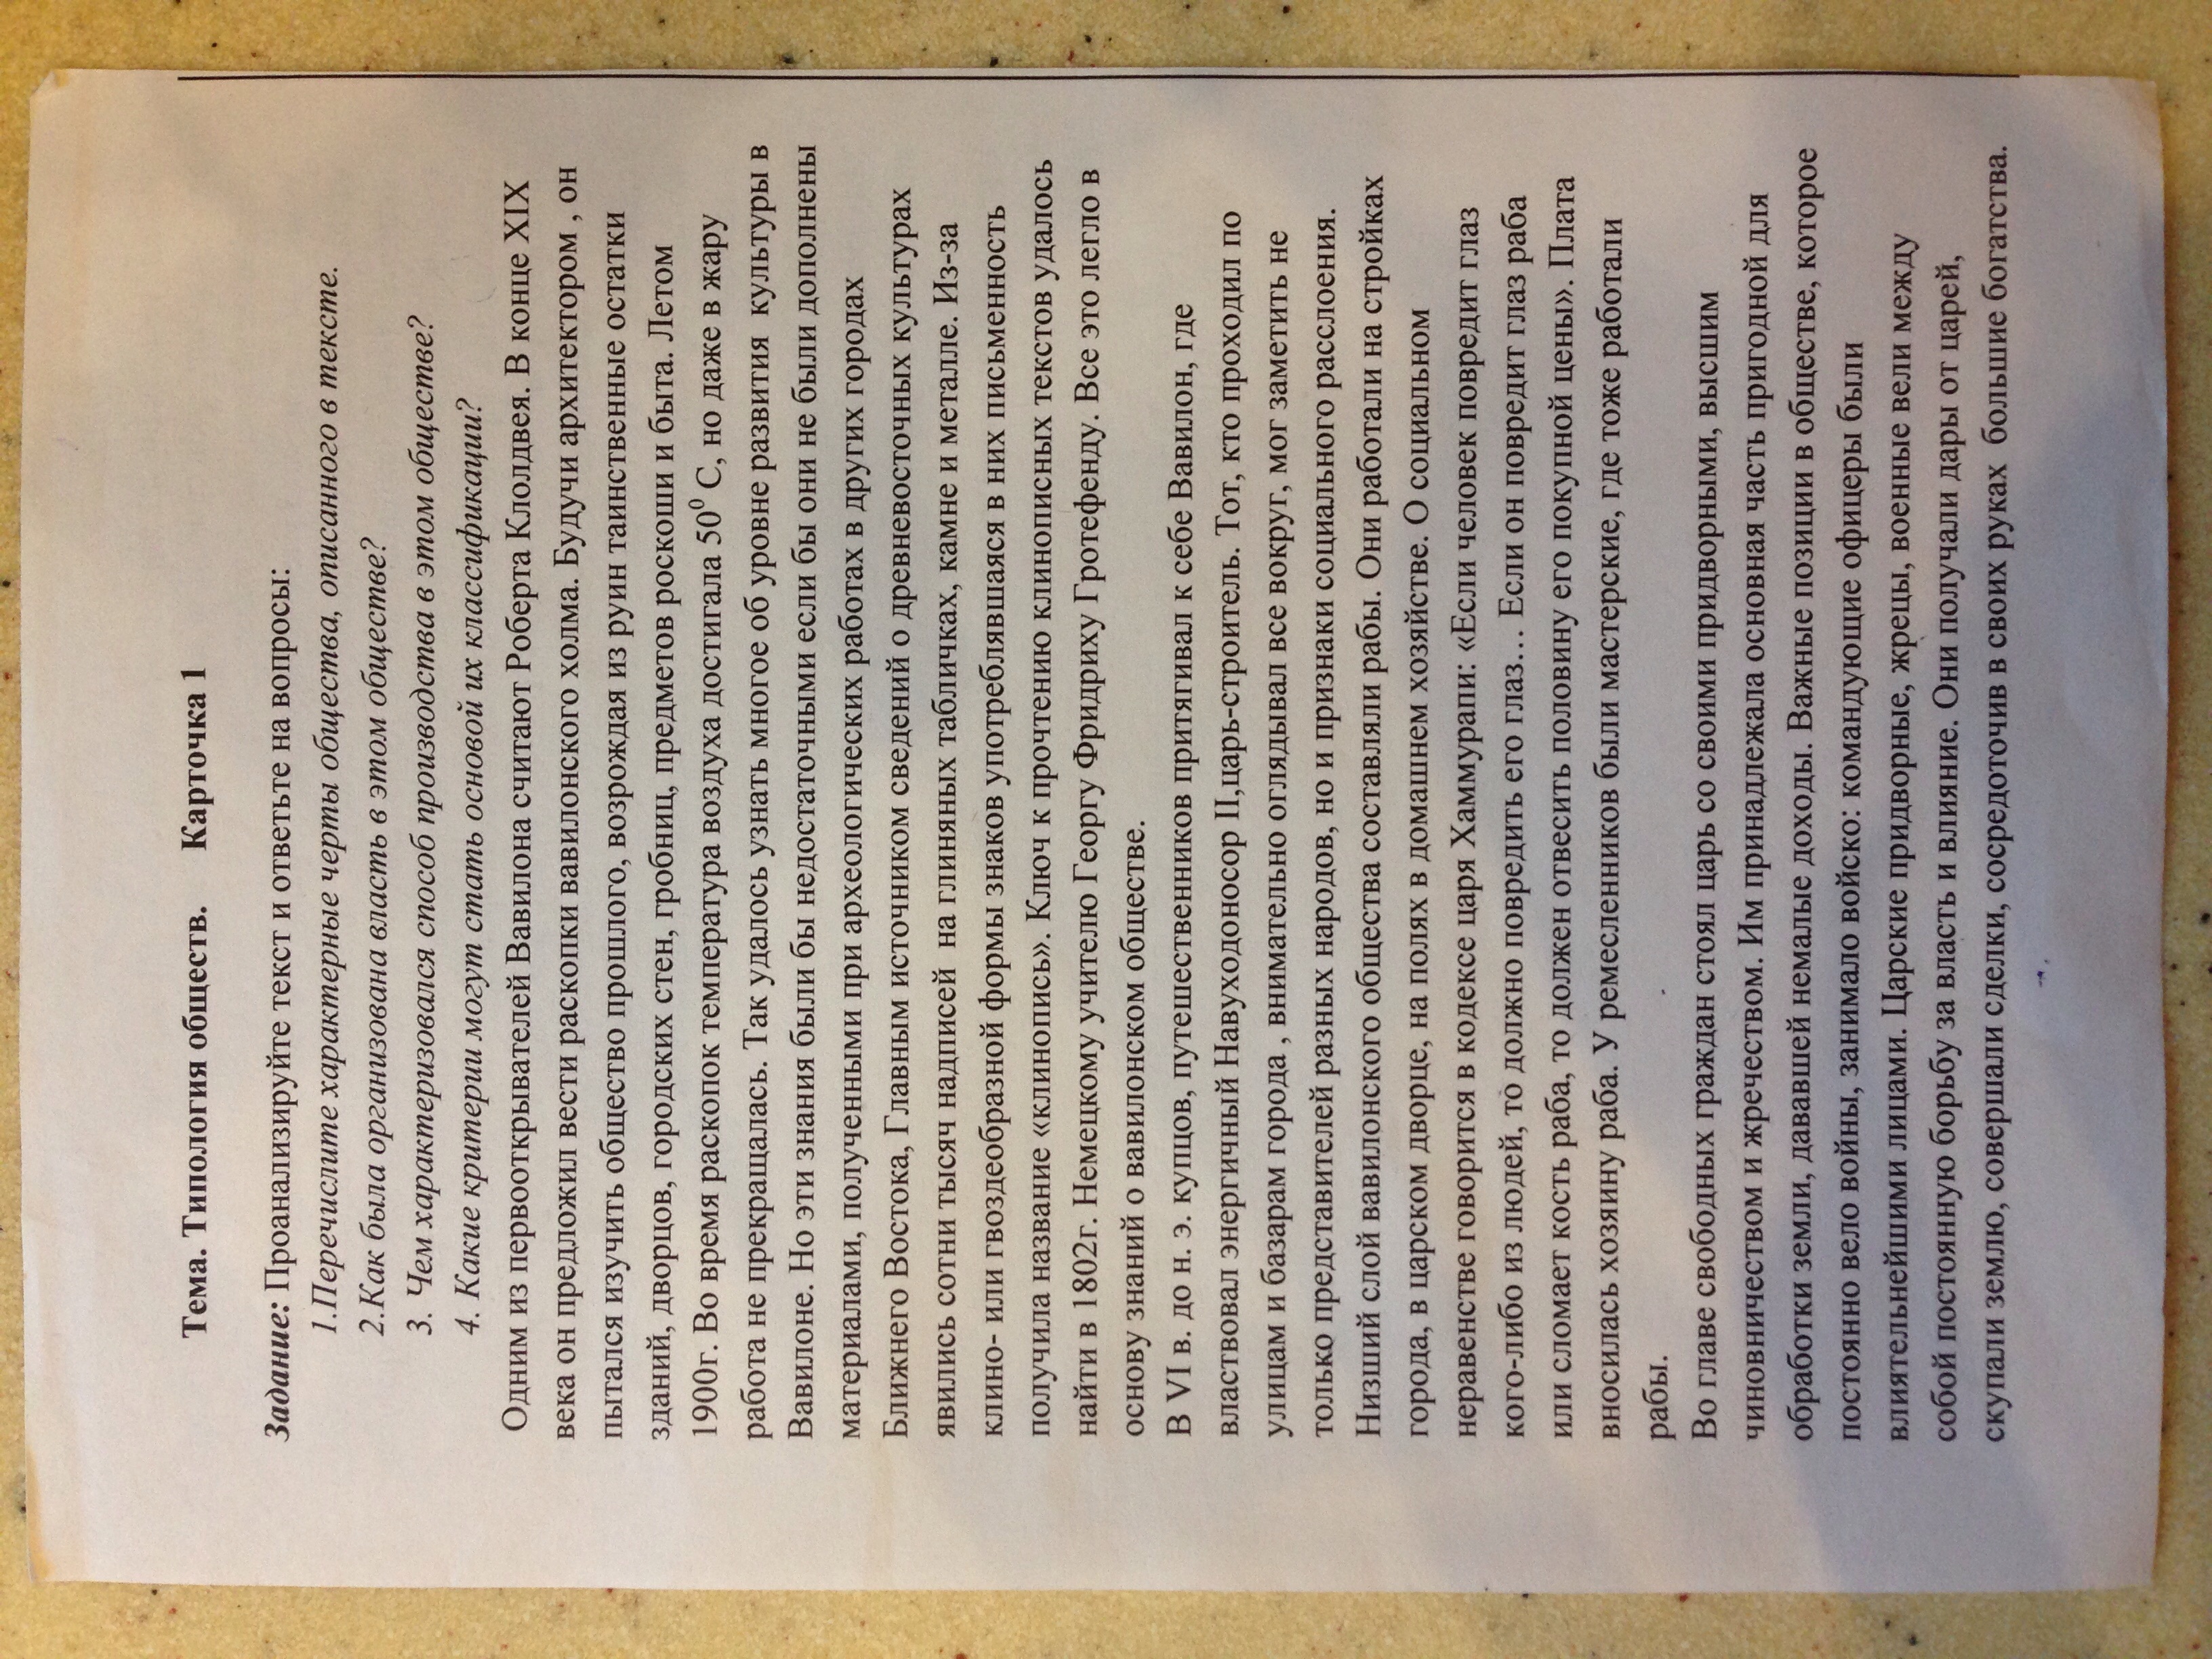 Тема. Типология обществ. Карточка 1
Задание: Проанализируйте текст и ответьте на вопросы:
1.Перечислите характерные черты общества, описанного в тексте.
2.Как была организована власть в этом обществе?
3. Чем характеризовался способ производства в этом обществе?
4. Какие критерии могут стать основой их классификации?
Одним из первооткрывателей Вавилона считают Роберта Клолдвея. В конце XIX
века он предложил вести раскопки вавилонского холма. Будучи архитектором , он
пытался изучить общество прошлого, возрождая из руин таинственные остатки
зданий, дворцов, городских стен, гробниц, предметов роскоши и быта. Летом
1900г. Во время раскопок температура воздуха достигала 50⁰ С, но даже в жару
работа не прекращалась. Так удалось узнать многое об уровне развития культуры в
Вавилоне. Но эти знания были бы недостаточными если бы они не были дополнены
материалами, полученными при археологических работах в других городах
Ближнего Востока, Главным источником сведений о древневосточных культурах
явились сотни тысяч надписей на глиняных табличках, камне и металле. Из-за
клино- или гвоздеобразной формы знаков употреблявшаяся в них письменность
получила название «клинопись». Ключ к прочтению клинописных текстов удалось
найти в 1802г. Немецкому учителю Георгу Фридриху Гротефенду. Все это легло в
основу знаний о вавилонском обществе.
В VI в. до н. э. купцов, путешественников притягивал к себе Вавилон, где
властвовал энергичный Навуходоносор II,царь-строитель. Тот, кто проходил по
улицам и базарам города , внимательно оглядывал все вокруг, мог заметить не
только представителей разных народов, но и признаки социального расслоения.
Низший слой вавилонского общества составляли рабы. Они работали на стройках
города, в царском дворце, на полях в домашнем хозяйстве. О социальном
неравенстве говорится в кодексе царя Хаммурапи: «Если человек повредит глаз
кого-либо из людей, то должно повредить его глаз… Если он повредит глаз раба
или сломает кость раба, то должен отвесить половину его покупной цены». Плата
вносилась хозяину раба. У ремесленников были мастерские, где тоже работали
рабы.
Во главе свободных граждан стоял царь со своими придворными, высшим
чиновничеством и жречеством. Им принадлежала основная часть пригодной для
обработки земли, дававшей немалые доходы. Важные позиции в обществе, которое
постоянно вело войны, занимало войско: командующие офицеры были
влиятельнейшими лицами. Царские придворные, жрецы, военные вели между
собой постоянную борьбу за власть и влияние. Они получали дары от царей,
скупали землю, совершали сделки, сосредоточив в своих руках большие богатства.